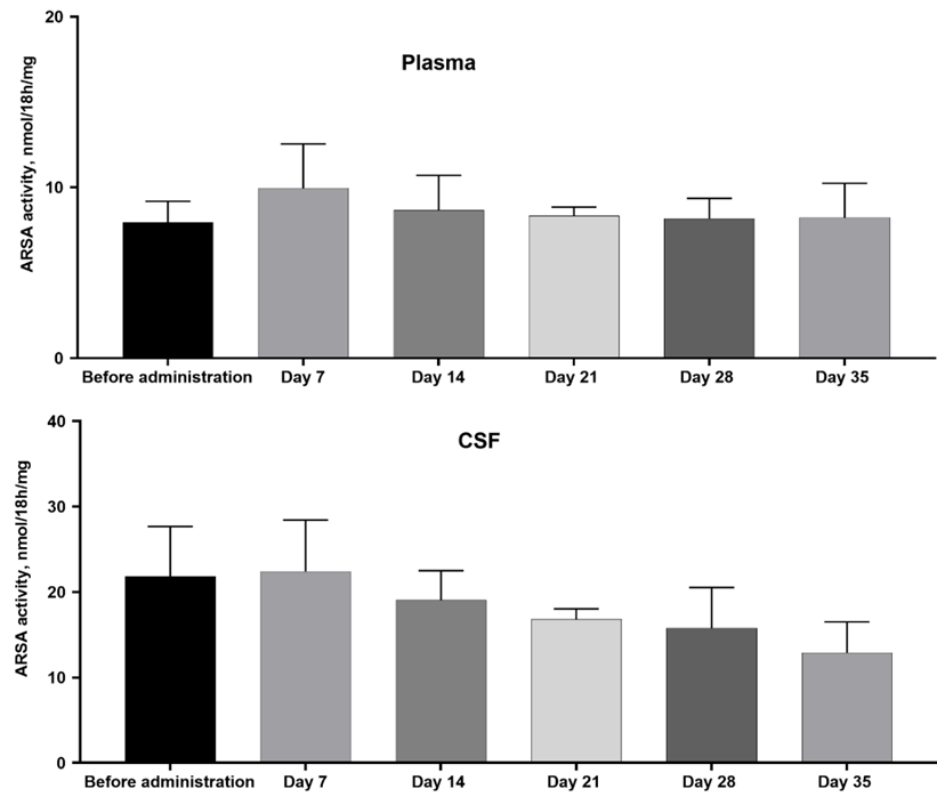 Plasma
ARSA activity, nmol/18h/mg
20
10
0
Before administration Day 7 Day 14 Day 21 Day 28 Day 35
CSF
ARSA activity, nmol/18h/mg
40
30
20
10
0
Before administration Day 7 Day 14 Day 21 Day 28 Day 35